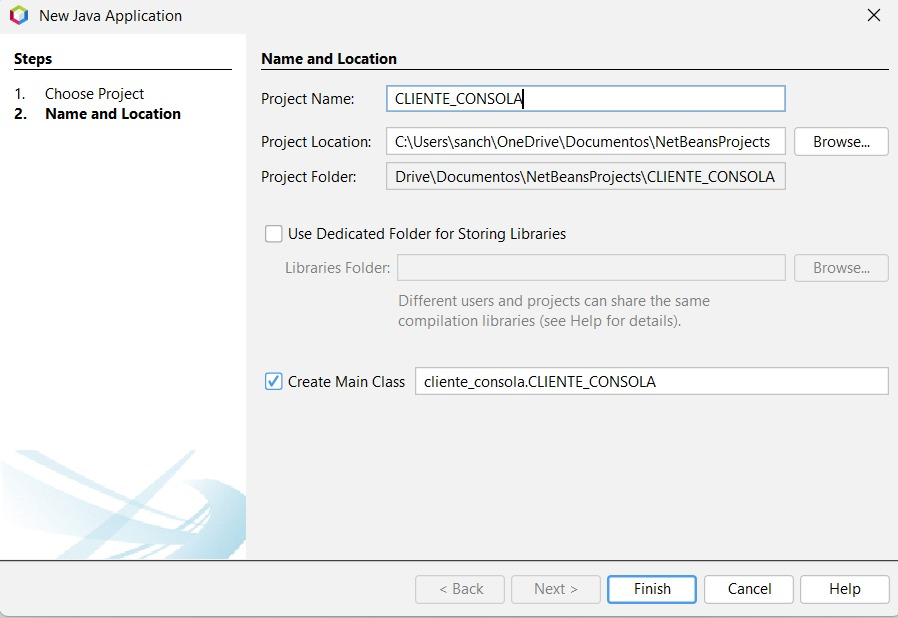 New Java Application
Steps
1. Choose Project
2. Name and Location
Name and Location
Project Name: CLIENTE_CONSOLA
Project Location: C:\Users\sanch\OneDrive\Documentos\NetBeansProjects Browse...
Project Folder: Drive\Documentos\NetBeansProjects\CLIENTE_CONSOLA
Use Dedicated Folder for Storing Libraries
Libraries Folder: Browse...
Different users and projects can share the same
compilation libraries (see Help for details).
Create Main Class cliente_consola.CLIENTE_CONSOLA
< Back Next > Finish Cancel Help